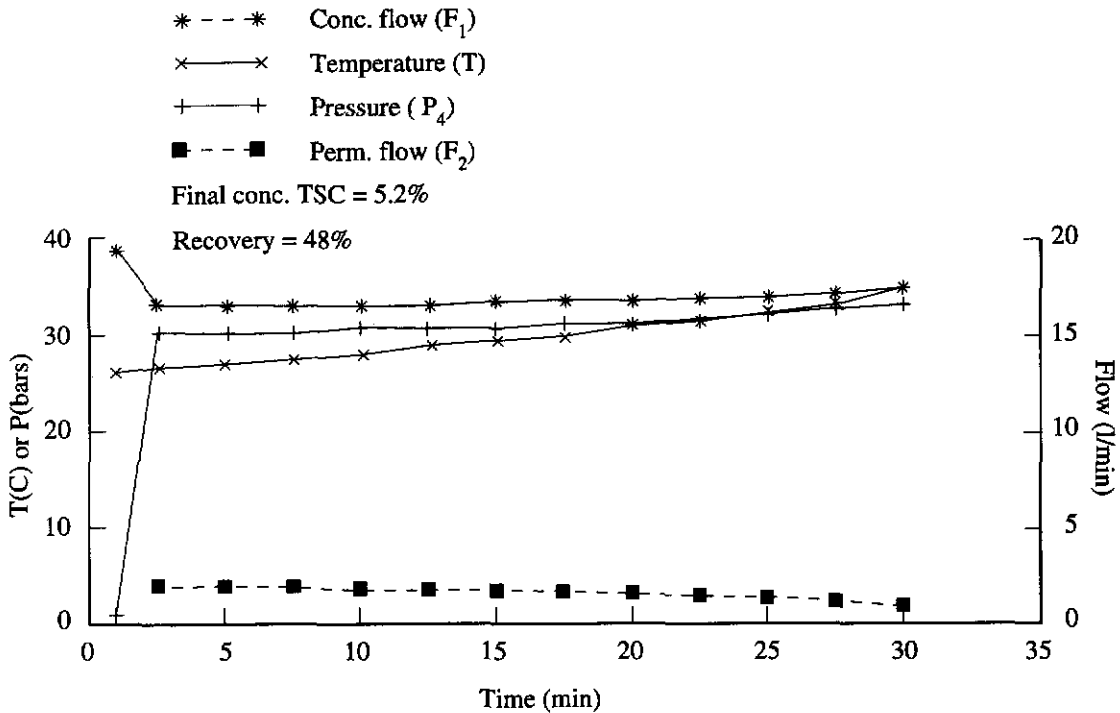 Conc. flow (F1)
Temperature (T)
Pressure ( P4)
Perm. flow (F2)
Final conc. TSC = 5.2%
Recovery = 48%
40
30
20
10
0
T(C) or P(bars)
20
15
10
5
0
Flow (l/min)
0 5 10 15 20 25 30 35
Time (min)